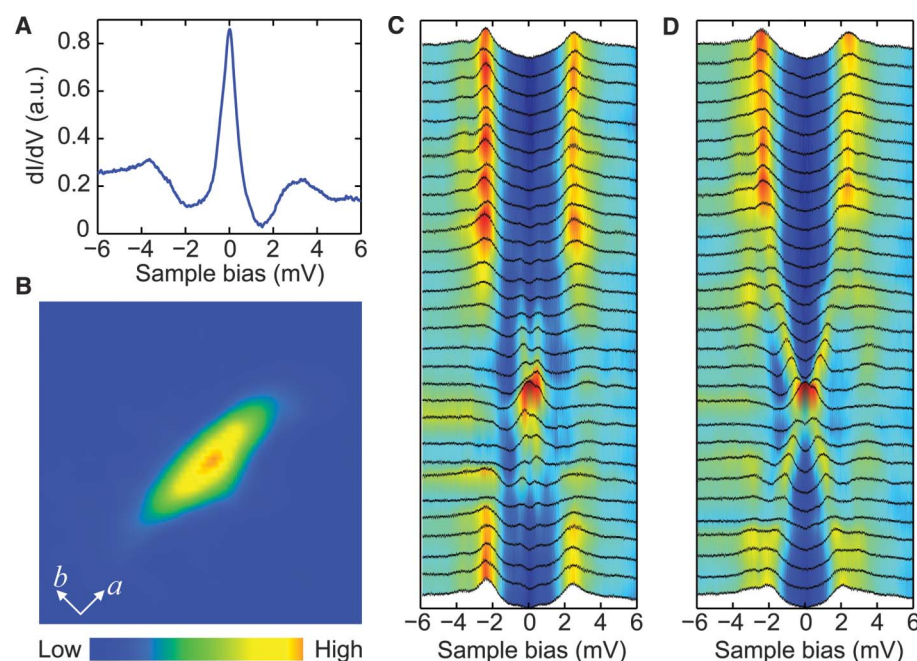 A
0.8
0.6
0.4
0.2
0
dI/dV (a.u.)
−6 −4 −2 0 2 4 6
Sample bias (mV)
B
b a
Low High
C
−6 −4 −2 0 2 4 6
Sample bias (mV)
D
−6 −4 −2 0 2 4 6
Sample bias (mV)